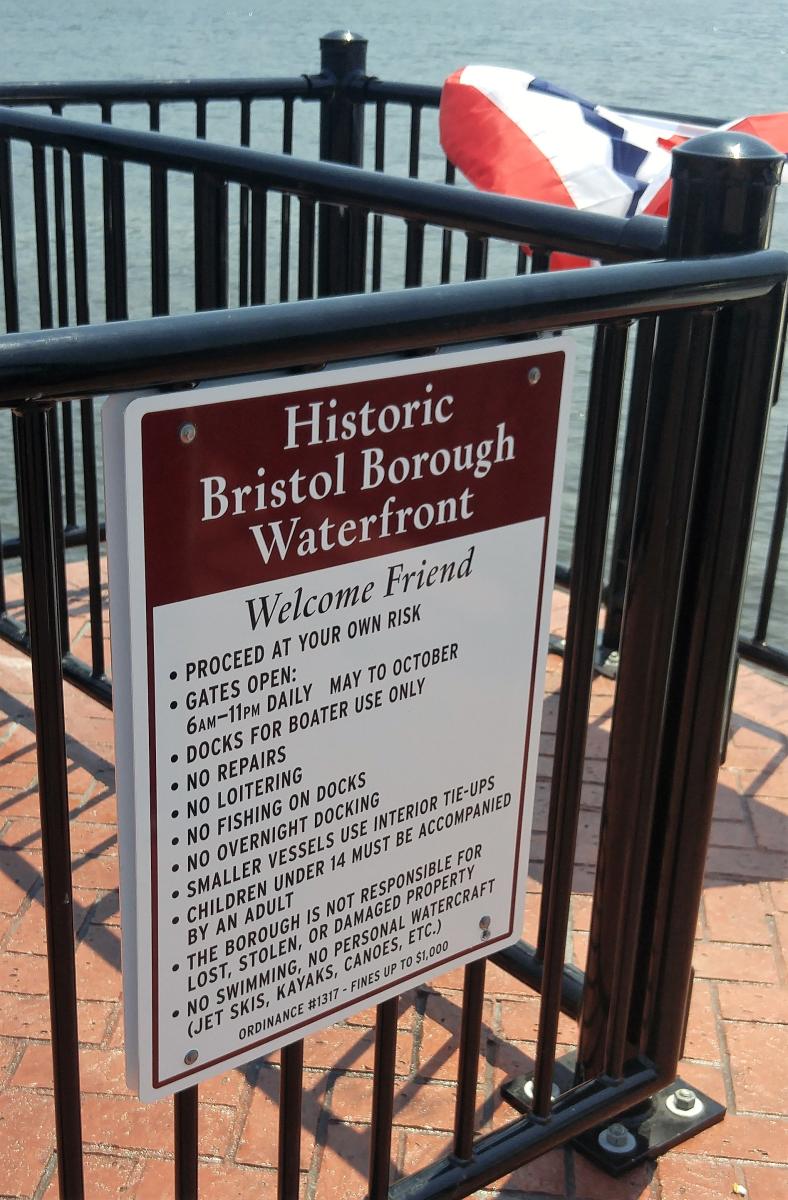 Historic
Bristol Borough
Waterfront
Welcome Friend
• PROCEED AT YOUR OWN RISK
• GATES OPEN:
6AM–11PM DAILY MAY TO OCTOBER
• DOCKS FOR BOATER USE ONLY
• NO REPAIRS
• NO LOITERING
• NO FISHING ON DOCKS
• NO OVERNIGHT DOCKING
• SMALLER VESSELS USE INTERIOR TIE-UPS
• CHILDREN UNDER 14 MUST BE ACCOMPANIED
BY AN ADULT
• THE BOROUGH IS NOT RESPONSIBLE FOR
LOST, STOLEN, OR DAMAGED PROPERTY
• NO SWIMMING, NO PERSONAL WATERCRAFT
(JET SKIS, KAYAKS, CANOES, ETC.)
ORDINANCE #1317 - FINES UP TO $1,000